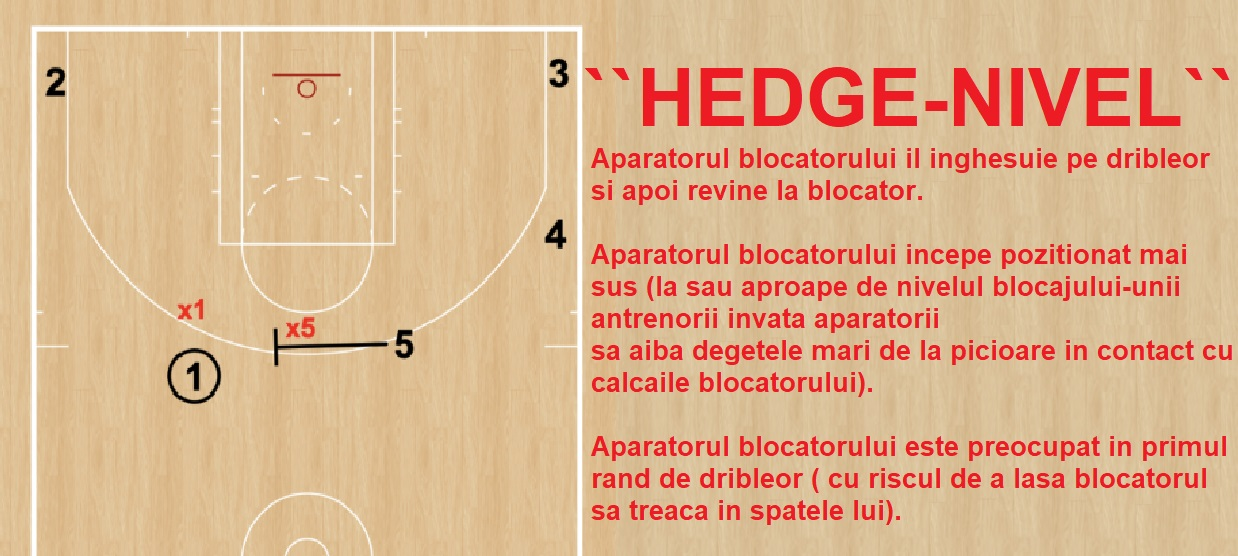 2
3
``HEDGE-NIVEL``
Aparatorul blocatorului il inghesuie pe dribleor
si apoi revine la blocator.
4
Aparatorul blocatorului incepe pozitionat mai
sus (la sau aproape de nivelul blocajului-unii
antrenorii invata aparatorii
sa aiba degetele mari de la picioare in contact cu
calcaile blocatorului).
x1
x5
5
1
Aparatorul blocatorului este preocupat in primul
rand de dribleor ( cu riscul de a lasa blocatorul
sa treaca in spatele lui).